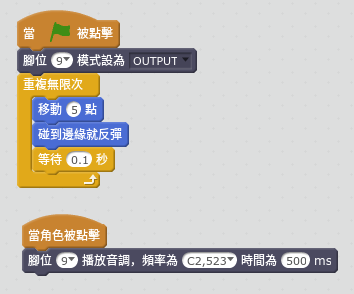 當 被點擊
腳位 9 模式設為 OUTPUT
重複無限次
移動 5 點
碰到邊緣就反彈
等待 0.1 秒
當角色被點擊
腳位 9 播放音調，頻率為 C2,523 時間為 500 ms